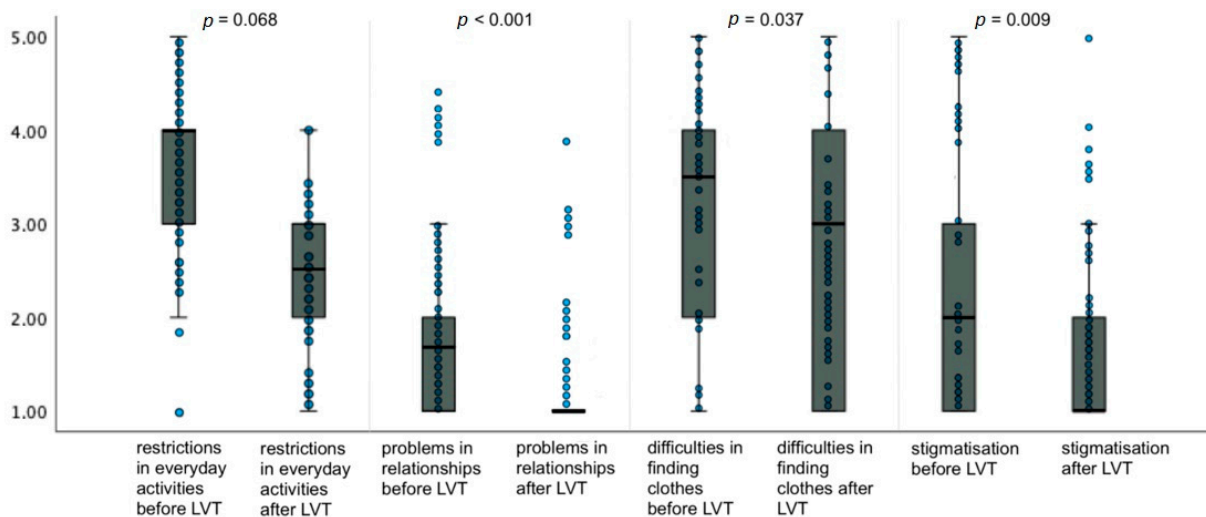 p = 0.068
p < 0.001
p = 0.037
p = 0.009
5.00
4.00
3.00
2.00
1.00
restrictions
in everyday
activities
before LVT
restrictions
in everyday
activities
after LVT
problems in
relationships
before LVT
problems in
relationships
after LVT
difficulties in
finding
clothes
before LVT
difficulties in
finding
clothes after
LVT
stigmatisation
before LVT
stigmatisation
after LVT